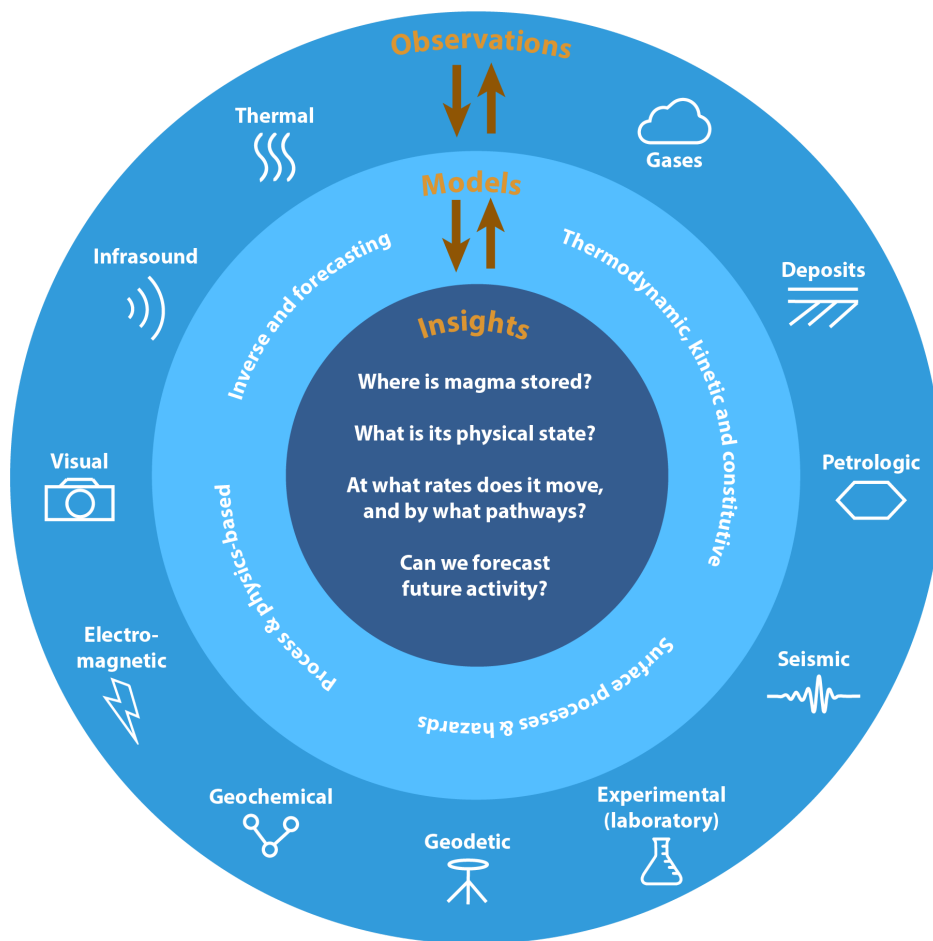 Observations
Thermal
Gases
Models
Infrasound
Inverse and forecasting
Thermodynamic, kinetic and constitutive
Deposits
Insights
Where is magma stored?
What is its physical state?
At what rates does it move,
and by what pathways?
Can we forecast
future activity?
Visual
Petrologic
Process & physics-based
Electro-
magnetic
Surface processes & hazards
Seismic
Geochemical
Geodetic
Experimental
(laboratory)